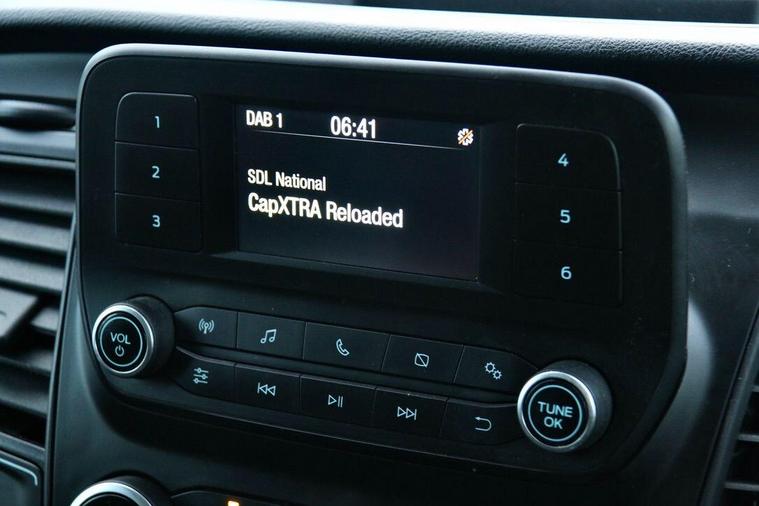 DAB 1 06:41
SDL National
CapXTRA Reloaded
1
2
3
4
5
6
VOL
TUNE
OK